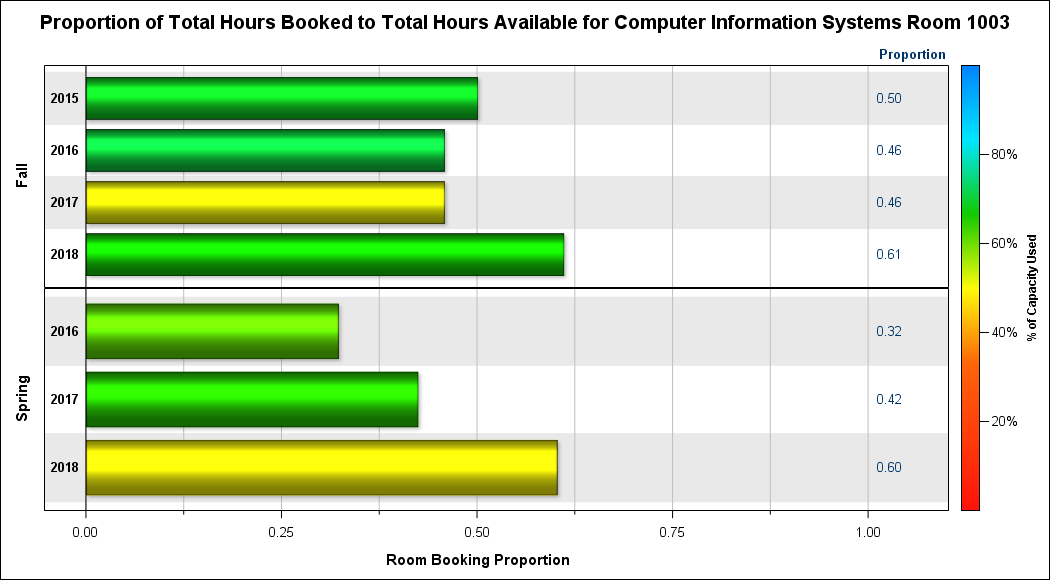 Proportion of Total Hours Booked to Total Hours Available for Computer Information Systems Room 1003
Proportion
Fall
2015 0.50
2016 0.46
2017 0.46
2018 0.61
Spring
2016 0.32
2017 0.42
2018 0.60
0.00 0.25 0.50 0.75 1.00
Room Booking Proportion
80%
60%
40%
20%
% of Capacity Used